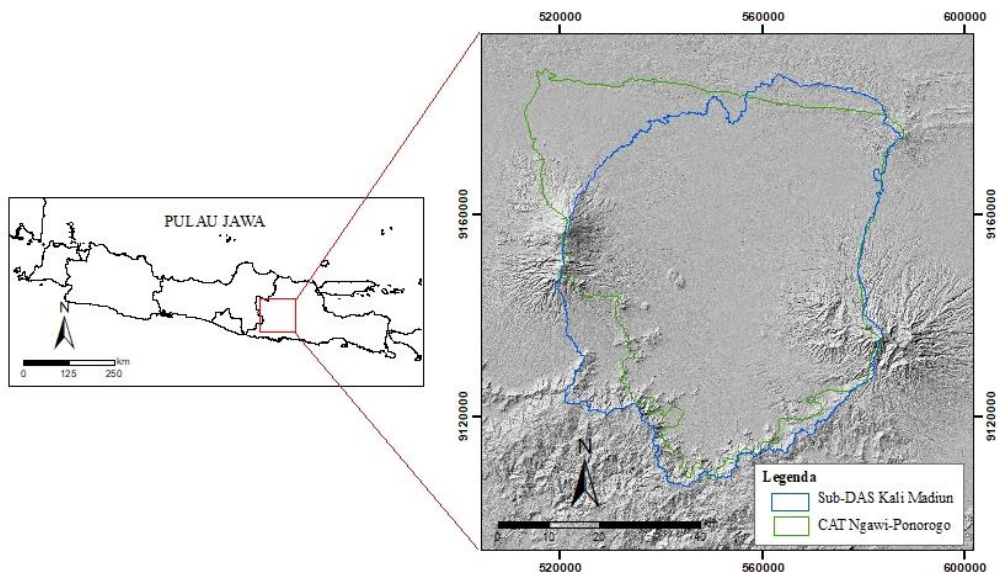 520000 560000 600000
PULAU JAWA
N
km
0 125 250
9160000
9120000
9160000
9120000
N
0 10 20 40
Legenda
Sub-DAS Kali Madiun
CAT Ngawi-Ponorogo
520000 560000 600000